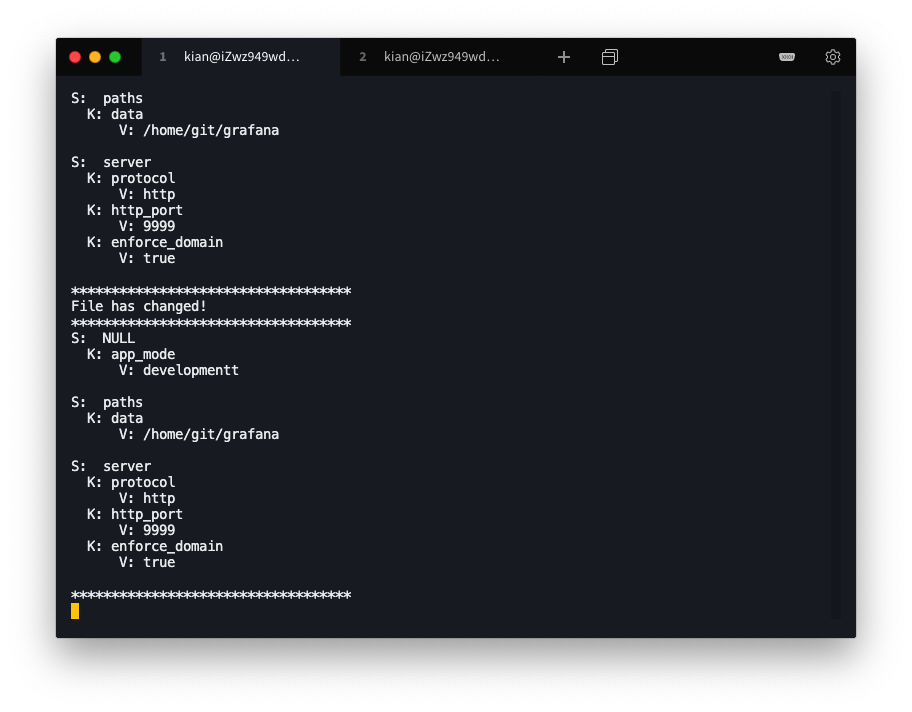 1 kian@iZwz949wd... 2 kian@iZwz949wd...
S:  paths
  K: data
      V: /home/git/grafana
S:  server
  K: protocol
      V: http
  K: http_port
      V: 9999
  K: enforce_domain
      V: true
***********************************
File has changed!
***********************************
S:  NULL
  K: app_mode
      V: developmentt
S:  paths
  K: data
      V: /home/git/grafana
S:  server
  K: protocol
      V: http
  K: http_port
      V: 9999
  K: enforce_domain
      V: true
***********************************